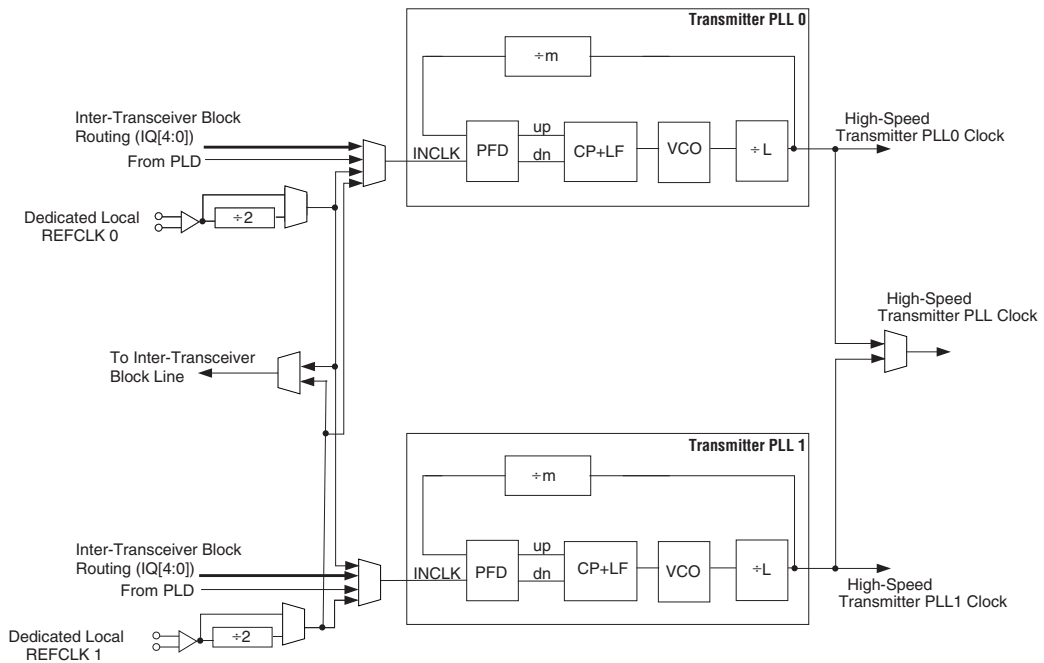 Transmitter PLL 0
÷m
Inter-Transceiver Block
Routing (IQ[4:0])
From PLD
INCLK
PFD
up
dn
CP+LF
VCO
÷L
High-Speed
Transmitter PLL0 Clock
Dedicated Local
REFCLK 0
÷2
High-Speed
Transmitter PLL Clock
To Inter-Transceiver
Block Line
Transmitter PLL 1
÷m
Inter-Transceiver Block
Routing (IQ[4:0])
From PLD
INCLK
PFD
up
dn
CP+LF
VCO
÷L
High-Speed
Transmitter PLL1 Clock
Dedicated Local
REFCLK 1
÷2